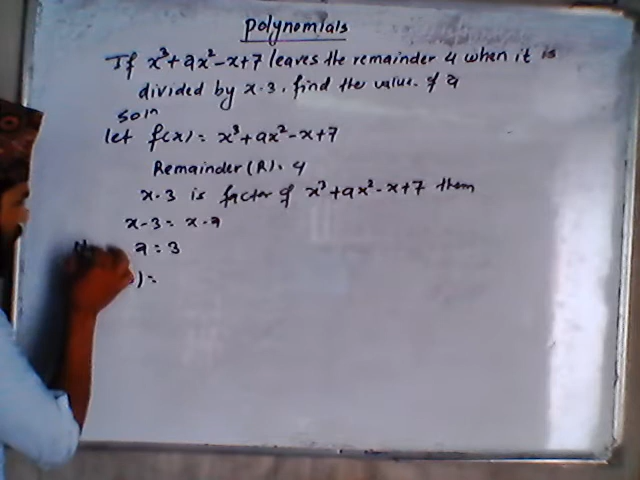 Polynomials
If x³+ax²-x+7 leaves the remainder 4 when it is
divided by x-3, find the value of a
Soln
let f(x) = x³+ax²-x+7
Remainder (R) = 4
x-3 is factor of x³+ax²-x+7 them
x-3 = x-a
a = 3
) =